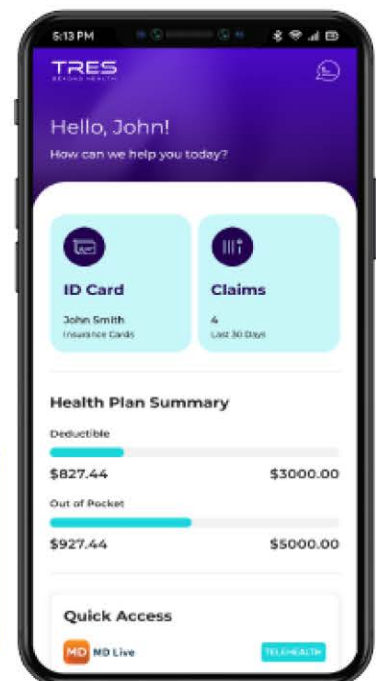 5:13 PM
TRES
BEYOND HEALTH
Hello, John!
How can we help you today?
ID Card
John Smith
Insurance Cards
Claims
4
Last 30 Days
Health Plan Summary
Deductible
$827.44 $3000.00
Out of Pocket
$927.44 $5000.00
Quick Access
MD MD Live TELEHEALTH